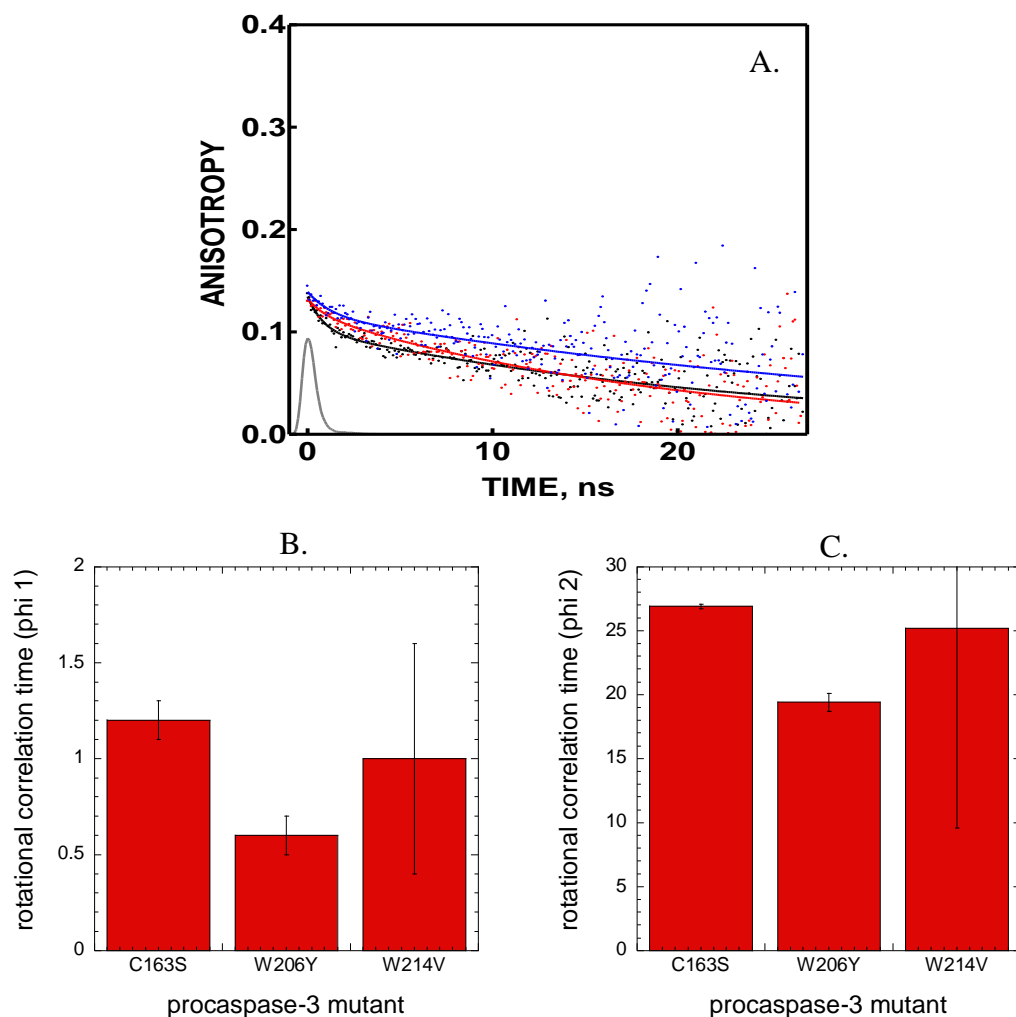 A.
ANISOTROPY
0.4
0.3
0.2
0.1
0.0
0 10 20
TIME, ns
B.
rotational correlation time (phi 1)
2
1.5
1
0.5
0
C163S W206Y W214V
procaspase-3 mutant
C.
rotational correlation time (phi 2)
30
25
20
15
10
5
0
C163S W206Y W214V
procaspase-3 mutant